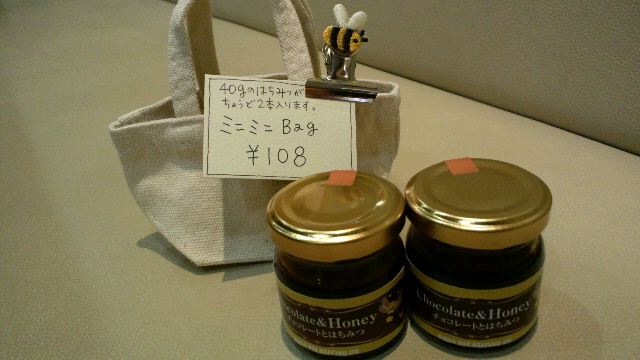 40gのはちみつが
ちょうど2本入ります。
ミニミニ Bag
¥108
ocolate&Honey
チョコレートとはちみつ
Chocolate&Honey
チョコレートとはちみつ